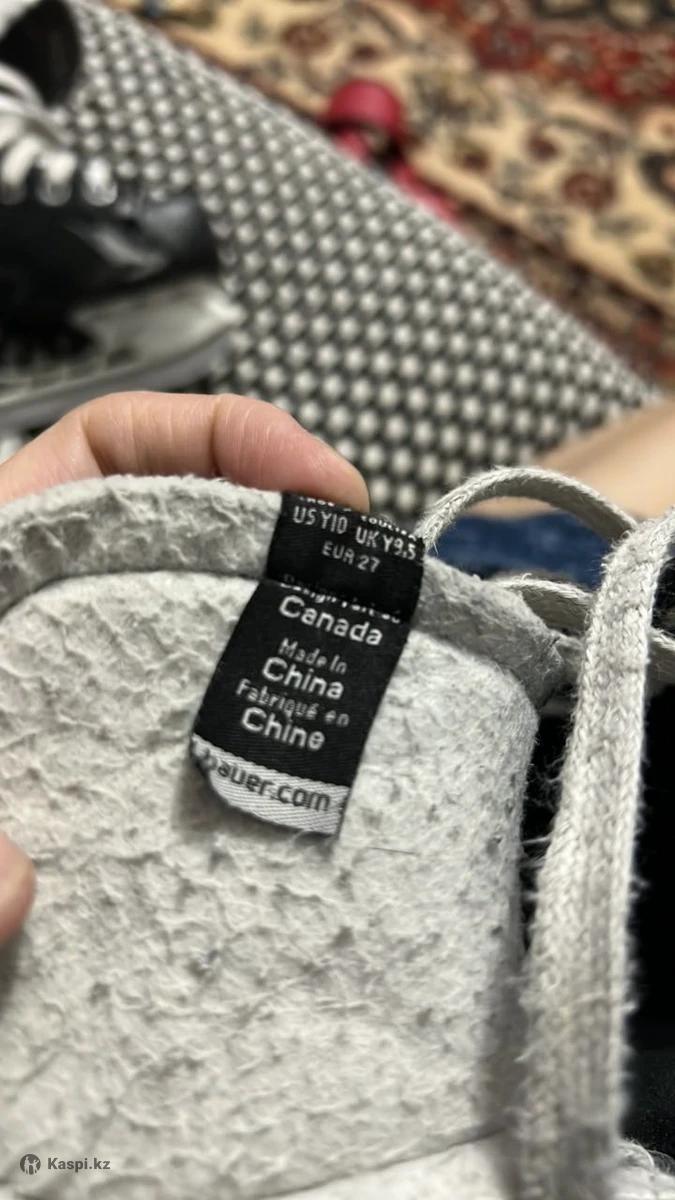 US Y10 UK Y9.5
EUR 27
Canada
Made In
China
Fabriqué en
Chine
bauer.com
Kaspi.kz